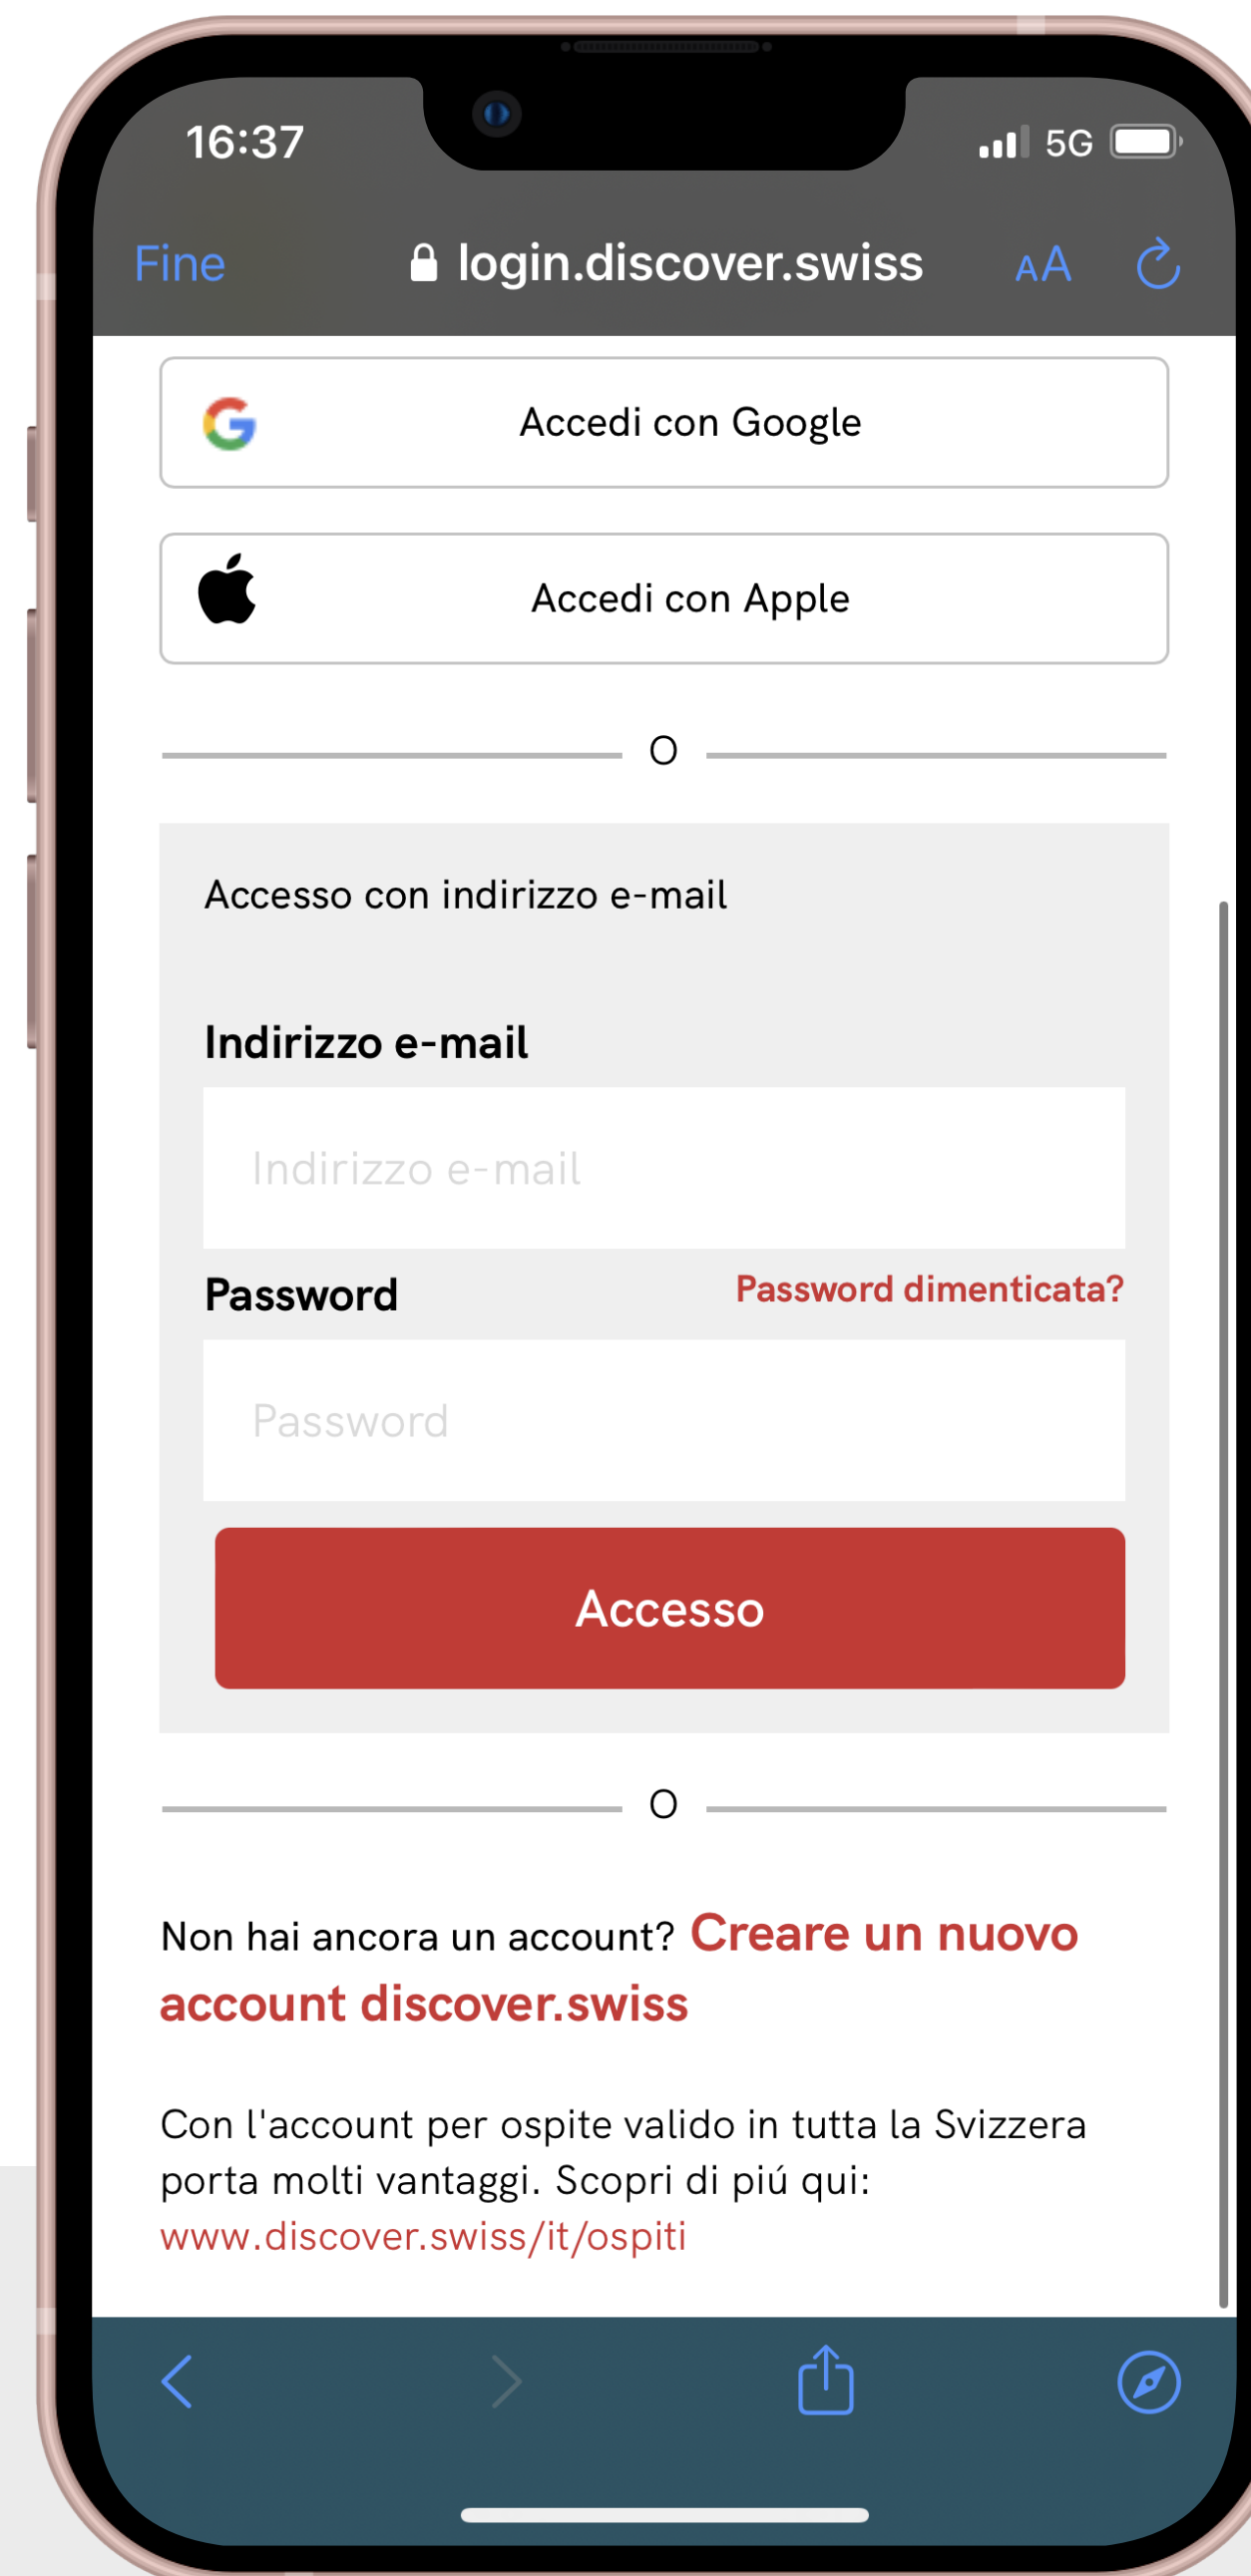 16:37
5G
Fine
login.discover.swiss
AA
Accedi con Google
Accedi con Apple
O
Accesso con indirizzo e-mail
Indirizzo e-mail
Indirizzo e-mail
Password
Password dimenticata?
Password
Accesso
O
Non hai ancora un account? Creare un nuovo
account discover.swiss
Con l'account per ospite valido in tutta la Svizzera
porta molti vantaggi. Scopri di piú qui:
www.discover.swiss/it/ospiti